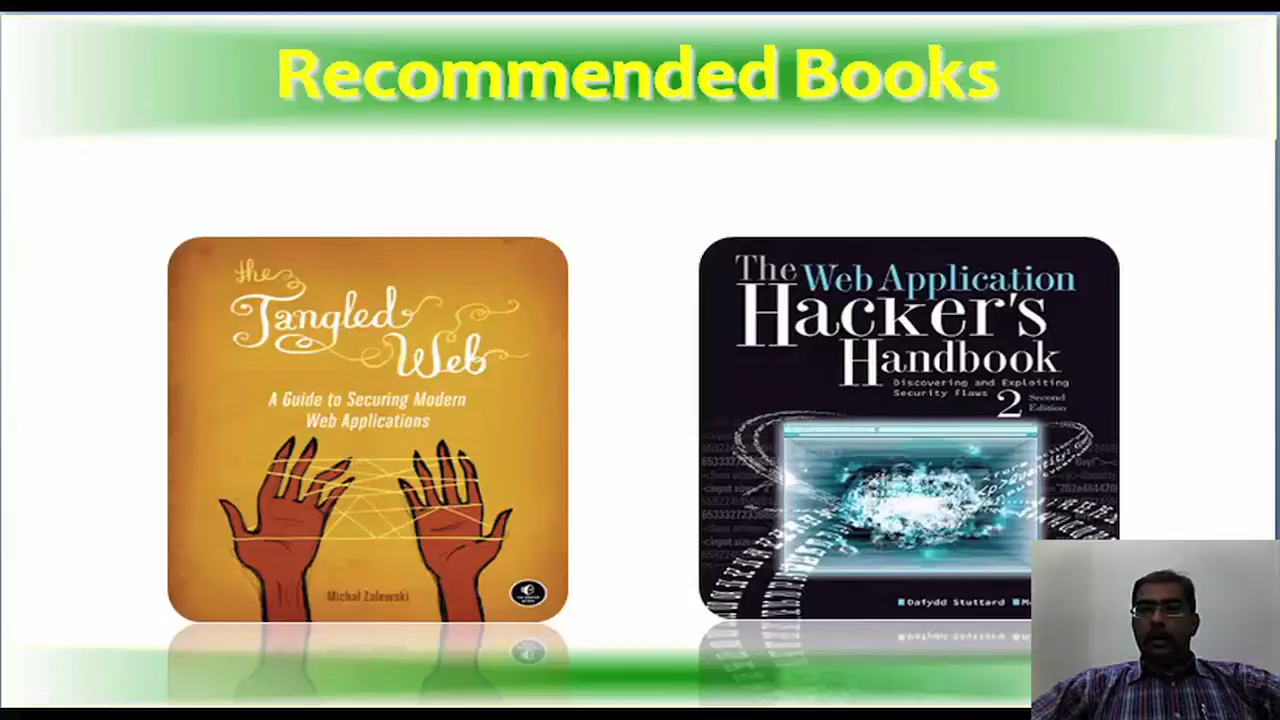 Recommended Books
the
Tangled
Web
A Guide to Securing Modern
Web Applications
Michal Zalewski
The Web Application
Hacker's
Handbook
Discovering and Exploiting
Security Flaws
2 Second
Edition
Dafydd Stuttard